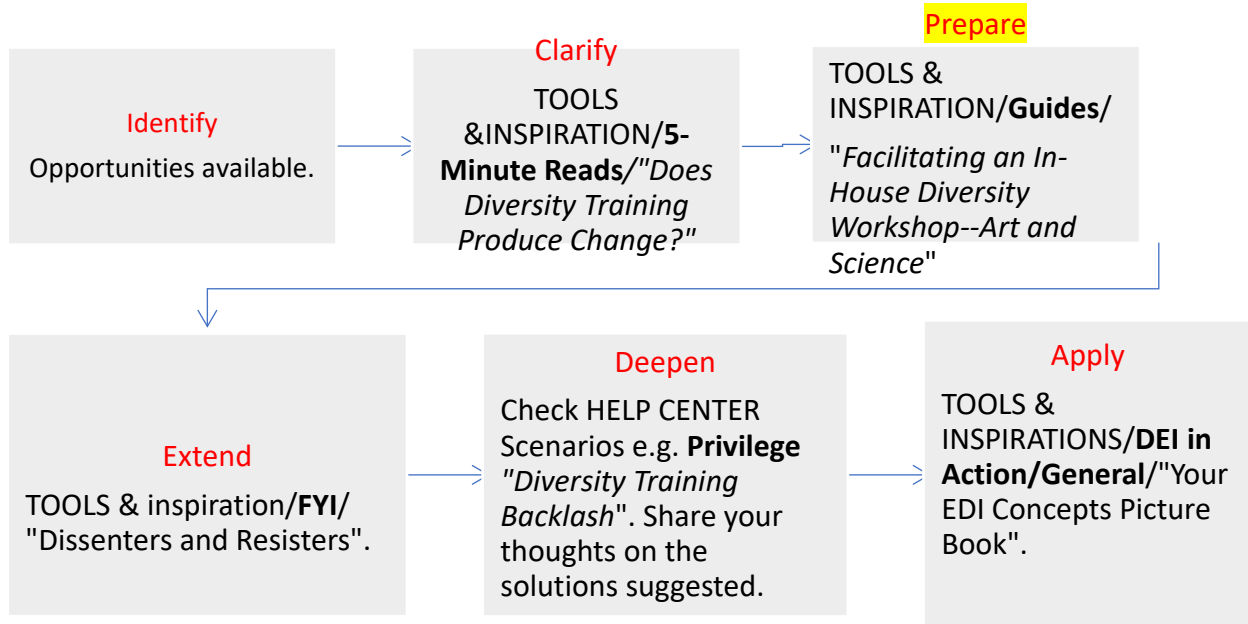 Identify
Opportunities available.
Clarify
TOOLS
&INSPIRATION/5-
Minute Reads/"Does
Diversity Training
Produce Change?"
Prepare
TOOLS &
INSPIRATION/Guides/
"Facilitating an In-
House Diversity
Workshop--Art and
Science"
Extend
TOOLS & inspiration/FYI/
"Dissenters and Resisters".
Deepen
Check HELP CENTER
Scenarios e.g. Privilege
"Diversity Training
Backlash". Share your
thoughts on the
solutions suggested.
Apply
TOOLS &
INSPIRATIONS/DEI in
Action/General/"Your
EDI Concepts Picture
Book".